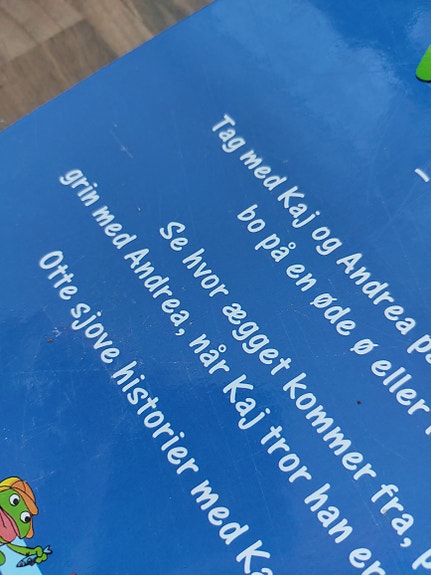 Tag med Kaj og Andrea på
bo på en øde ø eller
Se hvor ægget kommer fra,
grin med Andrea, når Kaj tror han er
Otte sjove historier med